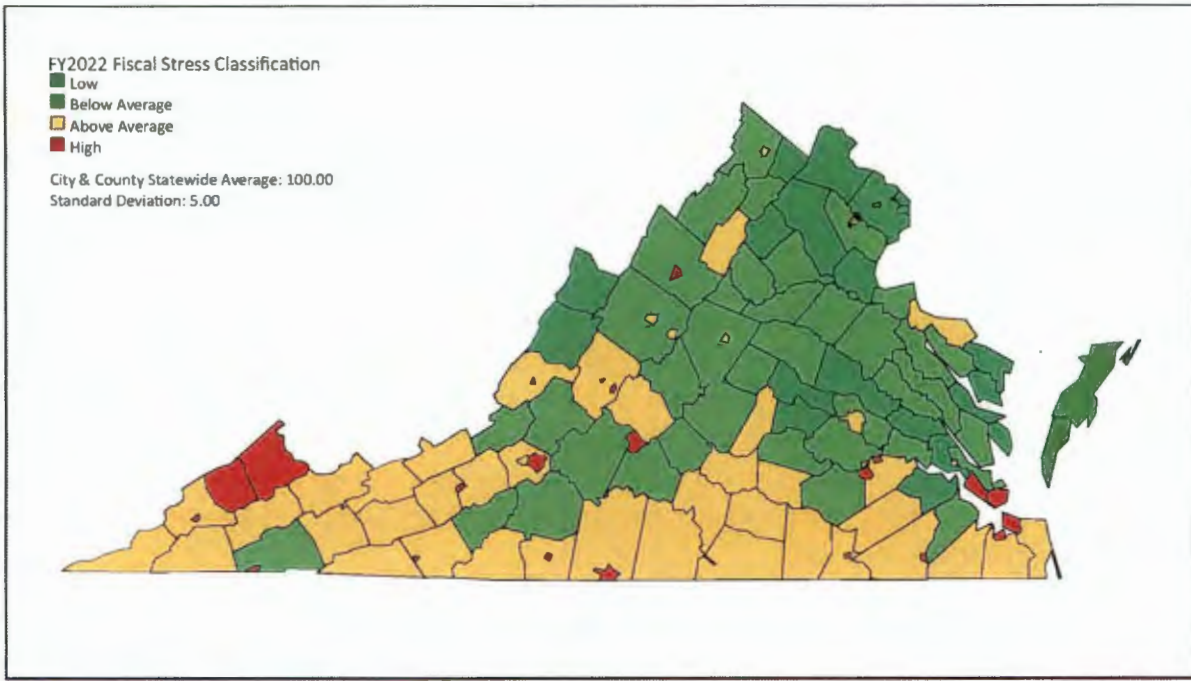 FY2022 Fiscal Stress Classification
Low
Below Average
Above Average
High
City & County Statewide Average: 100.00
Standard Deviation: 5.00